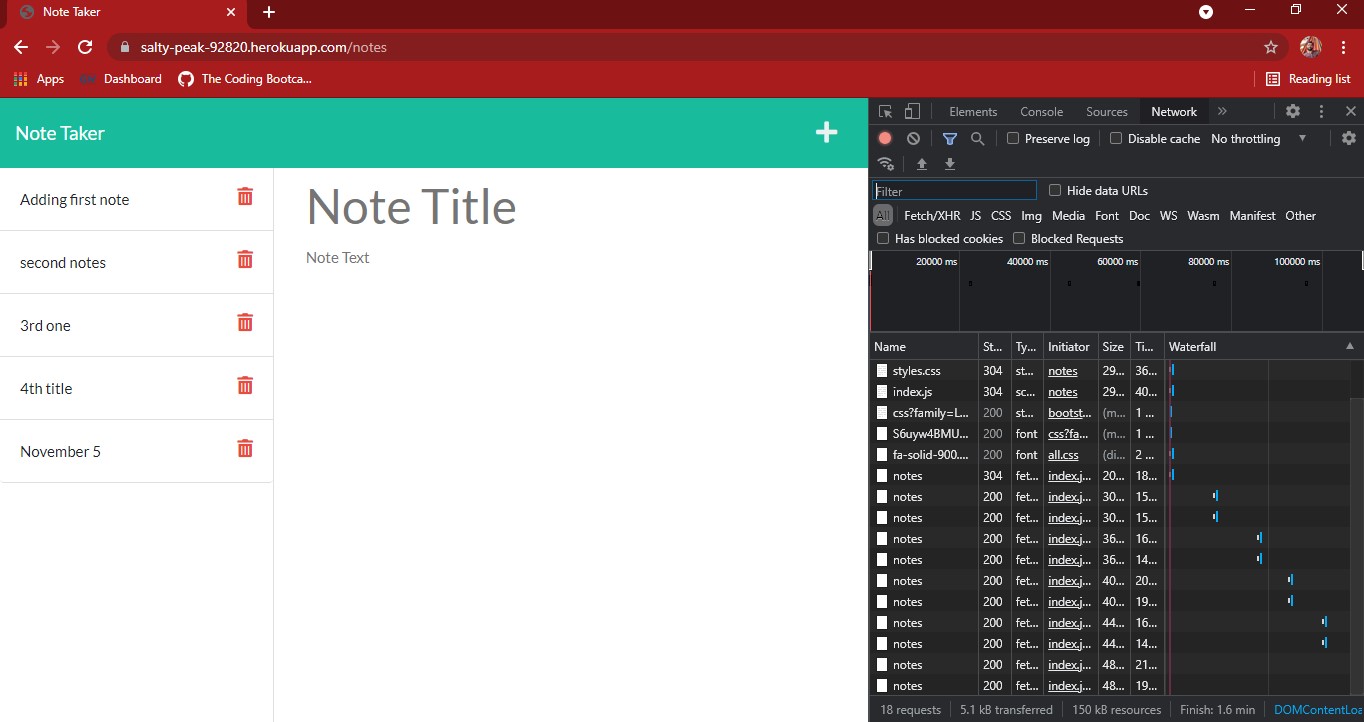 Note Taker
salty-peak-92820.herokuapp.com/notes
Apps Dashboard The Coding Bootca... Reading list
Note Taker
Adding first note
second notes
3rd one
4th title
November 5
Note Title
Note Text
Elements Console Sources Network
Preserve log Disable cache No throttling
Filter Hide data URLs
All Fetch/XHR JS CSS Img Media Font Doc WS Wasm Manifest Other
Has blocked cookies Blocked Requests
20000 ms 40000 ms 60000 ms 80000 ms 100000 ms
Name St... Ty... Initiator Size Ti... Waterfall
styles.css 304 st... notes 29... 36...
index.js 304 sc... notes 29... 40...
css?family=L... 200 st... bootst... (m... 1 ...
S6uyw4BMU... 200 font css?fa... (m... 1 ...
fa-solid-900.... 200 font all.css (di... 2 ...
notes 304 fet... index.j... 20... 18...
notes 200 fet... index.j... 30... 15...
notes 200 fet... index.j... 30... 15...
notes 200 fet... index.j... 36... 16...
notes 200 fet... index.j... 36... 14...
notes 200 fet... index.j... 40... 20...
notes 200 fet... index.j... 40... 19...
notes 200 fet... index.j... 44... 16...
notes 200 fet... index.j... 44... 14...
notes 200 fet... index.j... 48... 21...
notes 200 fet... index.j... 48... 19...
18 requests 5.1 kB transferred 150 kB resources Finish: 1.6 min DOMContentLoa